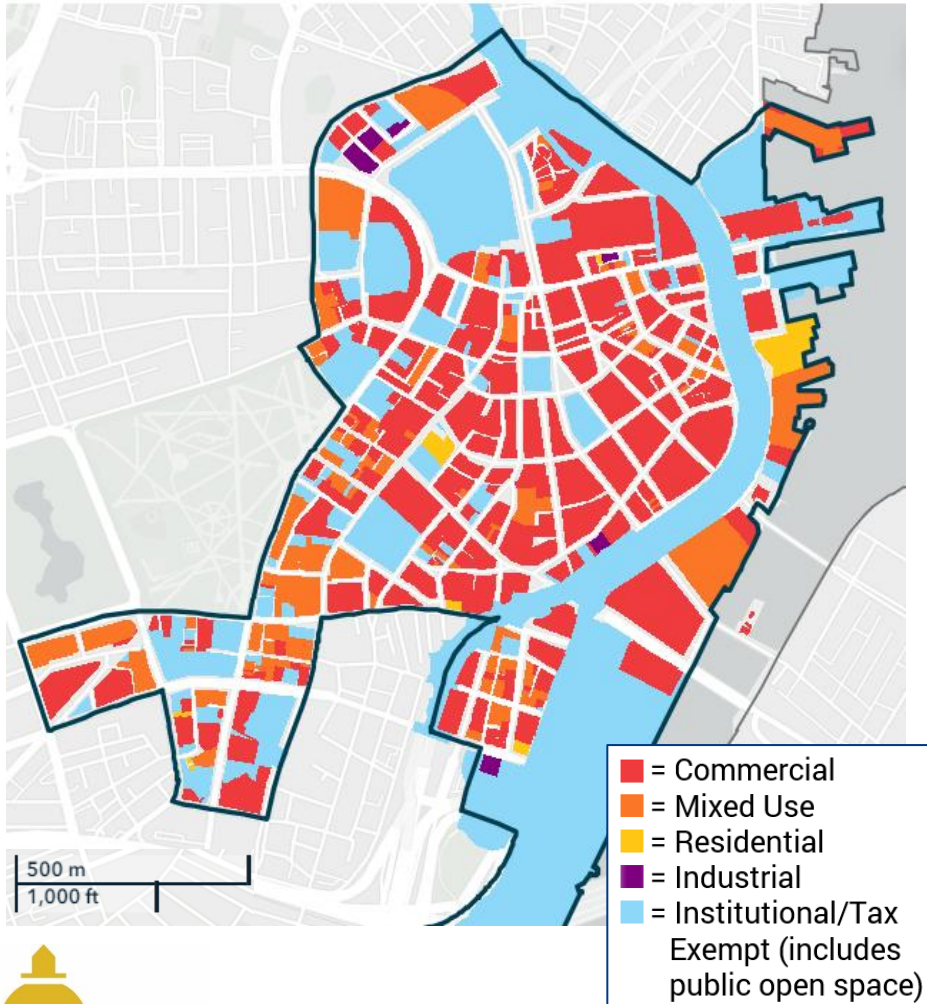 500 m
1,000 ft
= Commercial
= Mixed Use
= Residential
= Industrial
= Institutional/Tax
Exempt (includes
public open space)